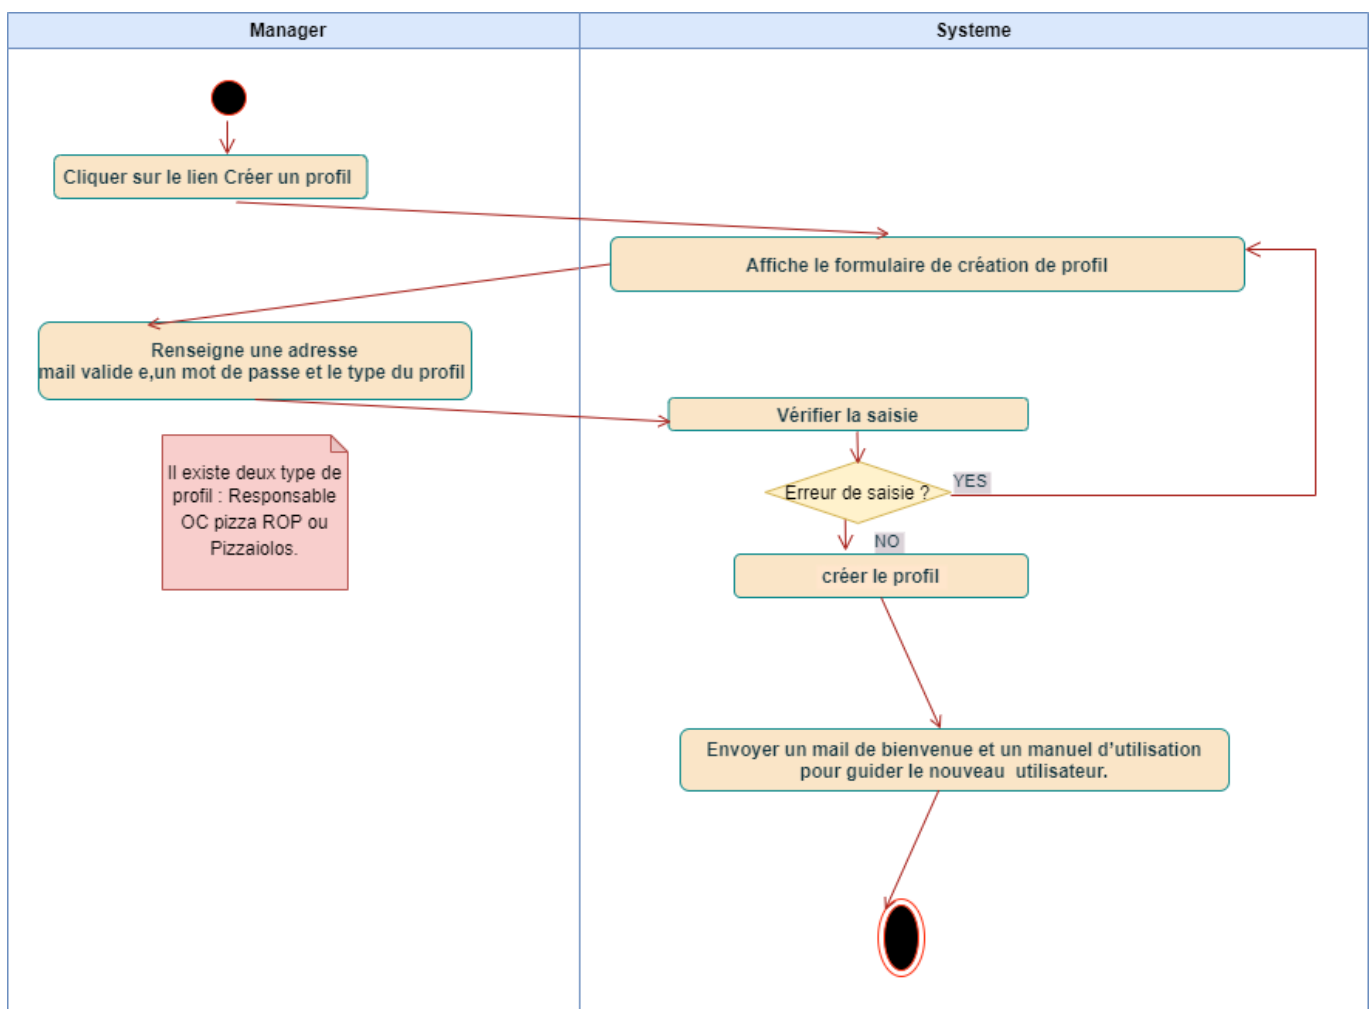 Manager
Systeme
Cliquer sur le lien Créer un profil
Affiche le formulaire de création de profil
Renseigne une adresse
mail valide e,un mot de passe et le type du profil
Vérifier la saisie
Il existe deux type de
profil : Responsable
OC pizza ROP ou
Pizzaiolos.
Erreur de saisie ?
YES
NO
créer le profil
Envoyer un mail de bienvenue et un manuel d’utilisation
pour guider le nouveau utilisateur.